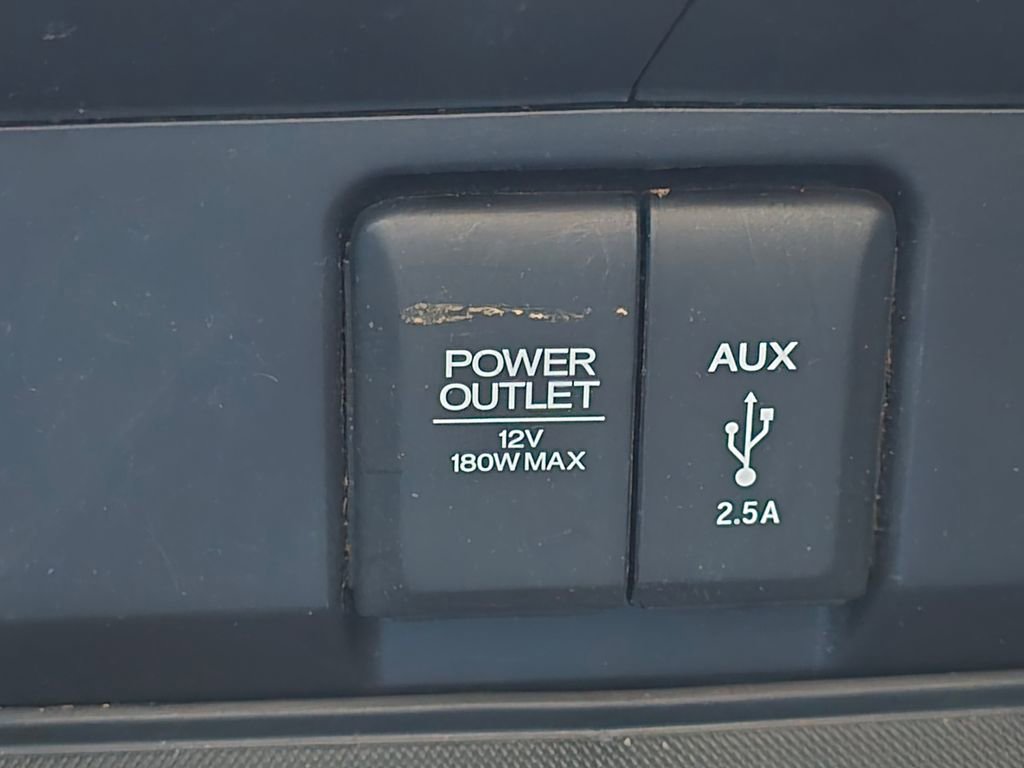 POWER
OUTLET
12V
180W MAX
AUX
2.5A